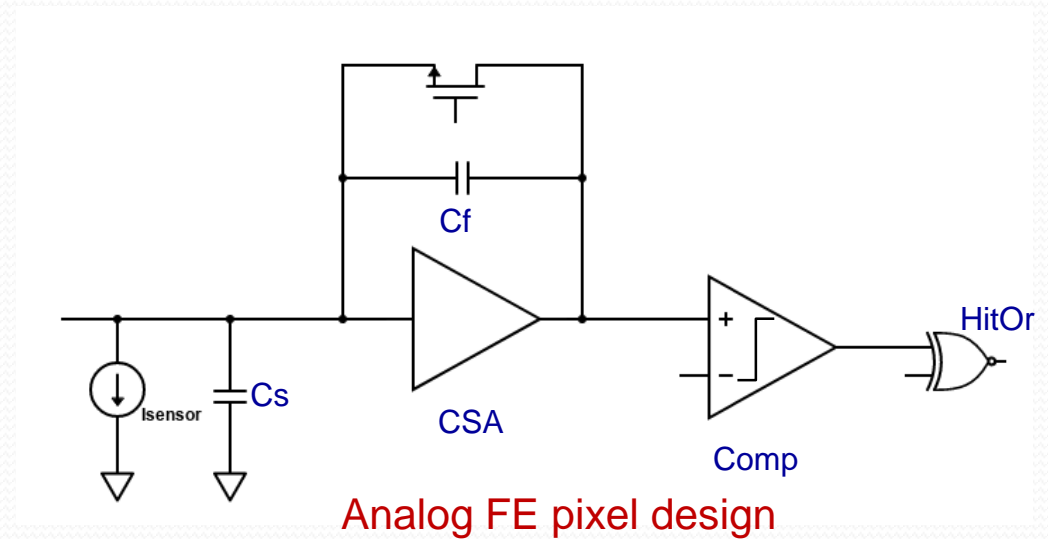 Cf
HitOr
+
Isensor
Cs
−
CSA
Comp
Analog FE pixel design